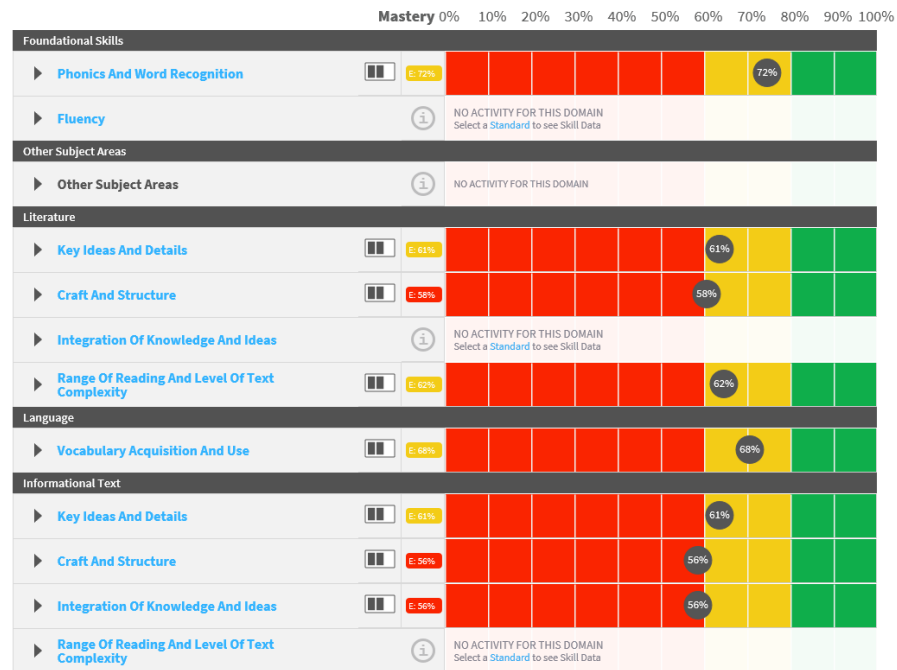 Mastery 0% 10% 20% 30% 40% 50% 60% 70% 80% 90% 100%
Foundational Skills
Phonics And Word Recognition E: 72% 72%
Fluency i NO ACTIVITY FOR THIS DOMAIN
Select a Standard to see Skill Data
Other Subject Areas
Other Subject Areas i NO ACTIVITY FOR THIS DOMAIN
Literature
Key Ideas And Details E: 61% 61%
Craft And Structure E: 58% 58%
Integration Of Knowledge And Ideas i NO ACTIVITY FOR THIS DOMAIN
Select a Standard to see Skill Data
Range Of Reading And Level Of Text
Complexity E: 62% 62%
Language
Vocabulary Acquisition And Use E: 68% 68%
Informational Text
Key Ideas And Details E: 61% 61%
Craft And Structure E: 56% 56%
Integration Of Knowledge And Ideas E: 56% 56%
Range Of Reading And Level Of Text
Complexity i NO ACTIVITY FOR THIS DOMAIN
Select a Standard to see Skill Data